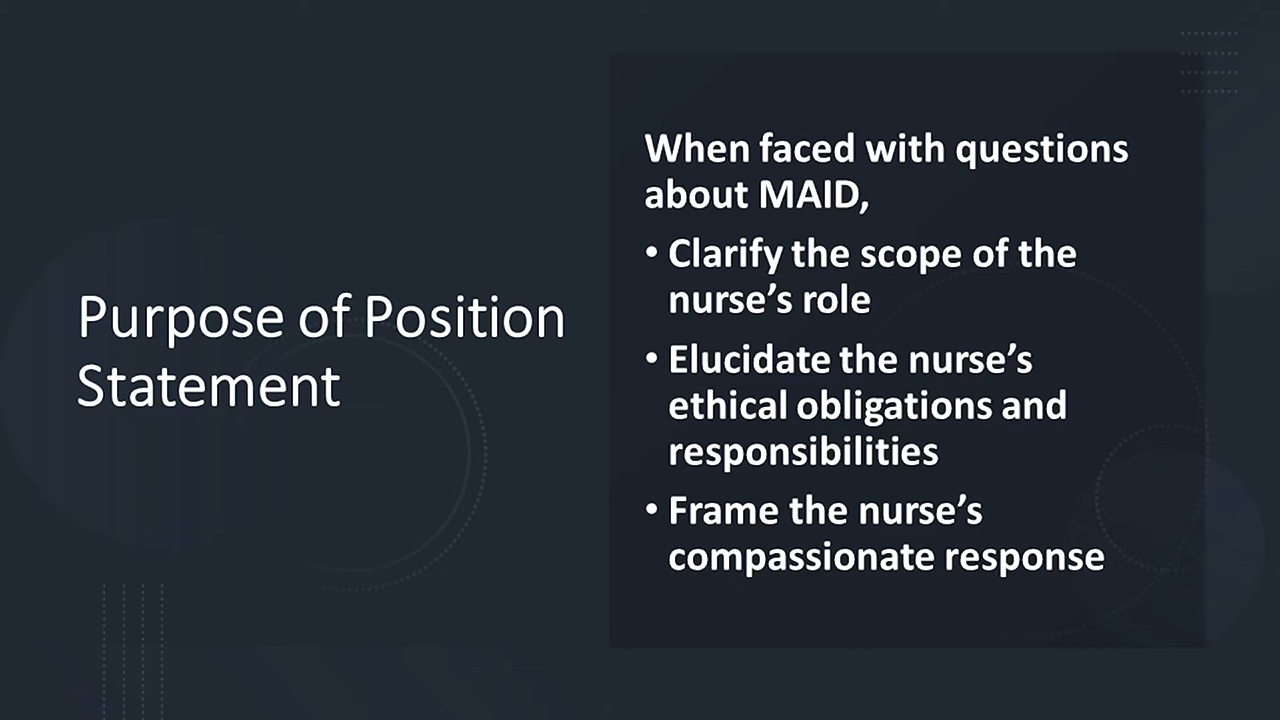 Purpose of Position
Statement
When faced with questions
about MAID,
• Clarify the scope of the
nurse’s role
• Elucidate the nurse’s
ethical obligations and
responsibilities
• Frame the nurse’s
compassionate response